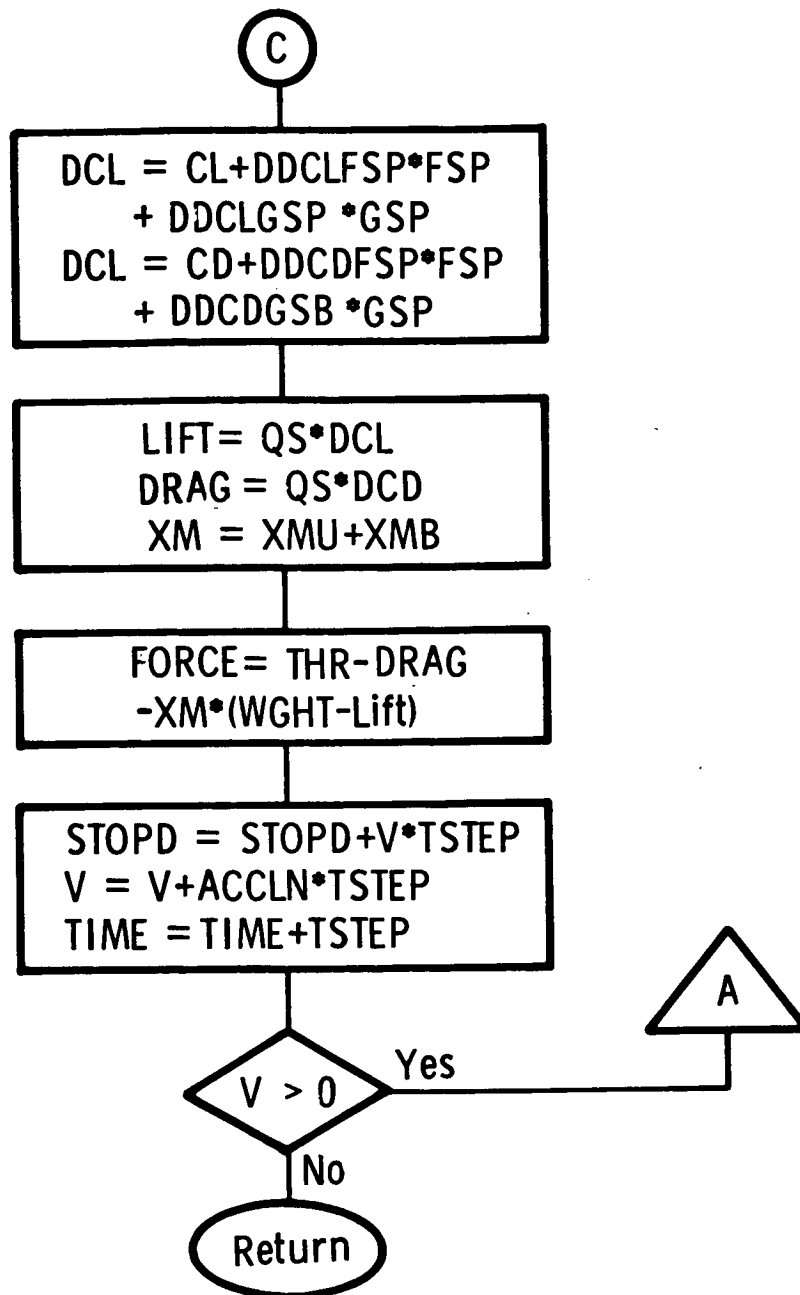 C
DCL = CL+DDCLFSP*FSP
+ DDCLGSP *GSP
DCL = CD+DDCDFSP*FSP
+ DDCDGSB *GSP
LIFT= QS*DCL
DRAG = QS*DCD
XM = XMU+XMB
FORCE= THR-DRAG
-XM*(WGHT-Lift)
STOPD = STOPD+V*TSTEP
V = V+ACCLN*TSTEP
TIME = TIME+TSTEP
A
V > 0
Yes
No
Return